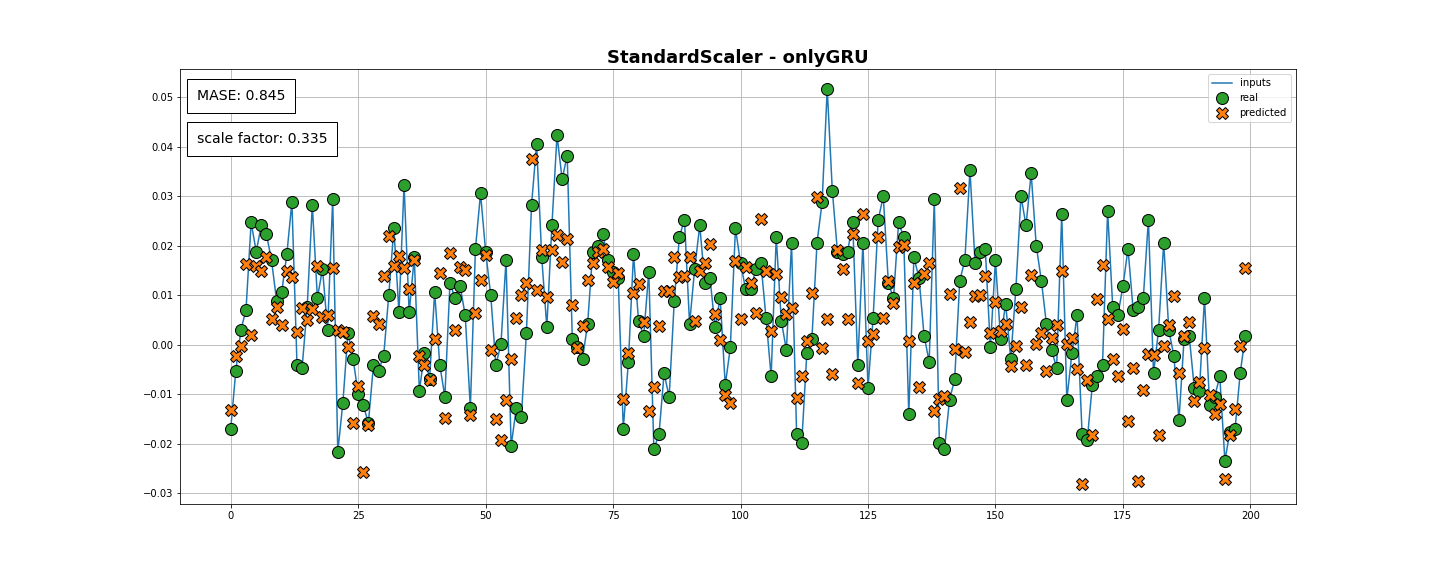 StandardScaler - onlyGRU
MASE: 0.845
scale factor: 0.335
inputs
real
predicted
0.05
0.04
0.03
0.02
0.01
0.00
−0.01
−0.02
−0.03
0 25 50 75 100 125 150 175 200